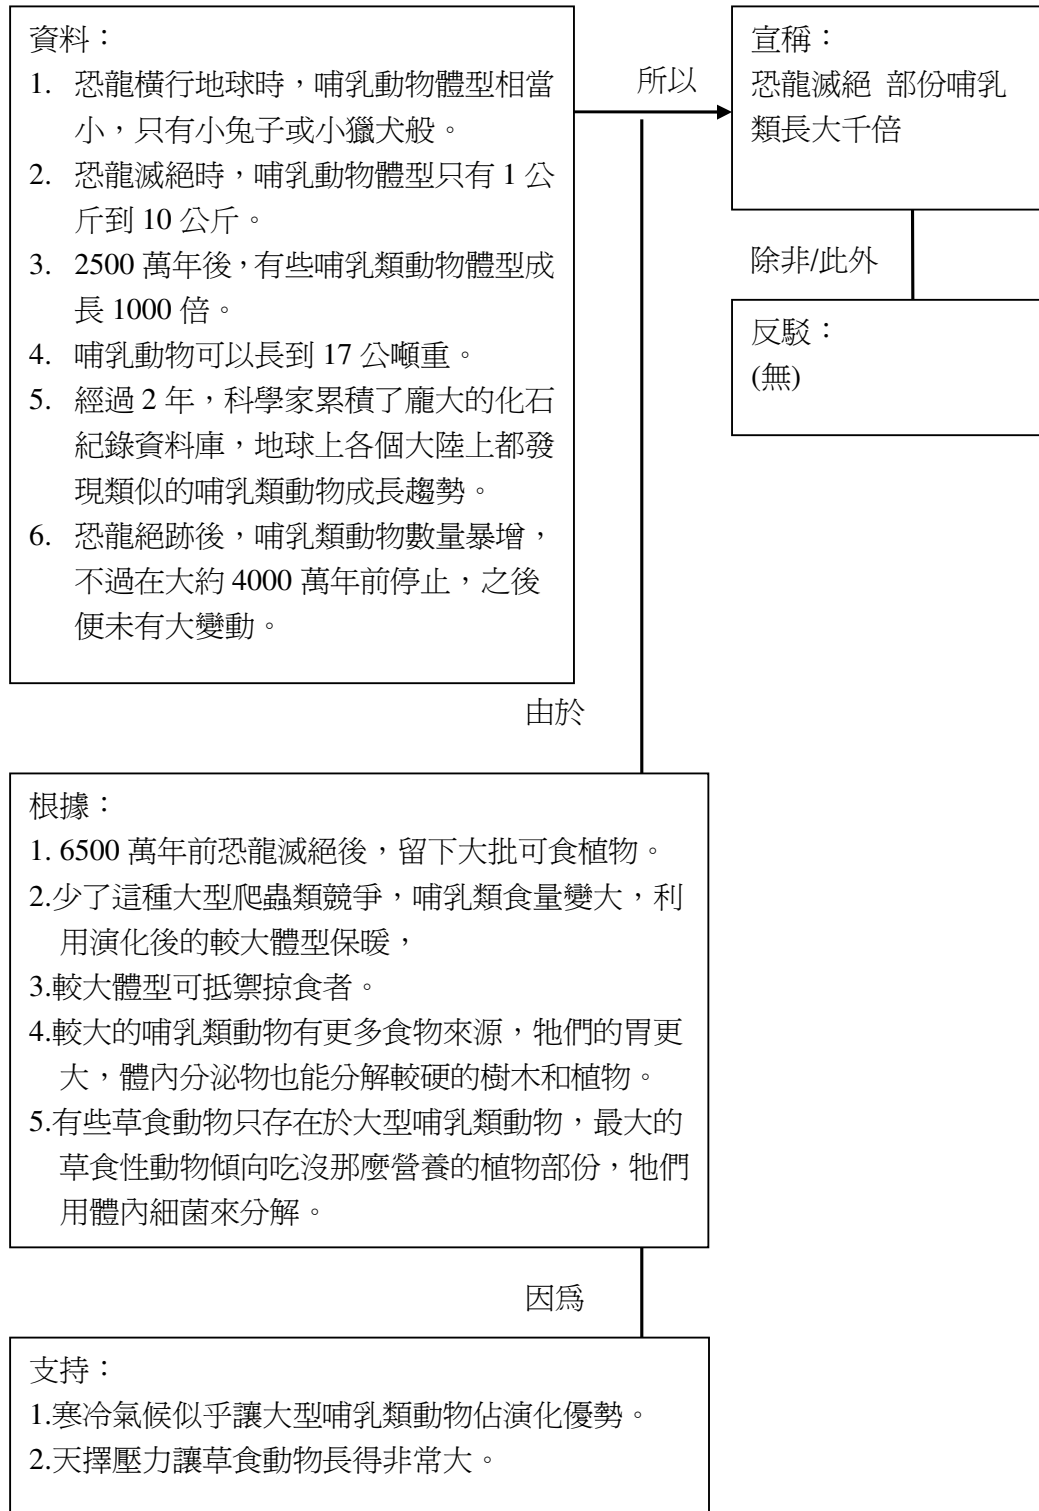 資料：
1. 恐龍橫行地球時，哺乳動物體型相當
小，只有小兔子或小獵犬般。
2. 恐龍滅絕時，哺乳動物體型只有 1 公
斤到 10 公斤。
3. 2500 萬年後，有些哺乳類動物體型成
長 1000 倍。
4. 哺乳動物可以長到 17 公噸重。
5. 經過 2 年，科學家累積了龐大的化石
紀錄資料庫，地球上各個大陸上都發
現類似的哺乳類動物成長趨勢。
6. 恐龍絕跡後，哺乳類動物數量暴增，
不過在大約 4000 萬年前停止，之後
便未有大變動。
所以
宣稱：
恐龍滅絕 部份哺乳
類長大千倍
除非/此外
反駁：
(無)
由於
根據：
1. 6500 萬年前恐龍滅絕後，留下大批可食植物。
2.少了這種大型爬蟲類競爭，哺乳類食量變大，利
用演化後的較大體型保暖，
3.較大體型可抵禦掠食者。
4.較大的哺乳類動物有更多食物來源，牠們的胃更
大，體內分泌物也能分解較硬的樹木和植物。
5.有些草食動物只存在於大型哺乳類動物，最大的
草食性動物傾向吃沒那麼營養的植物部份，牠們
用體內細菌來分解。
因為
支持：
1.寒冷氣候似乎讓大型哺乳類動物佔演化優勢。
2.天擇壓力讓草食動物長得非常大。